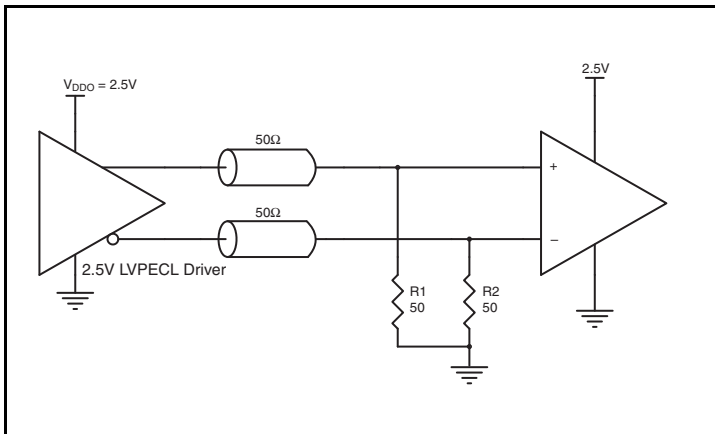 V_DDO = 2.5V
2.5V
50Ω
+
50Ω
–
2.5V LVPECL Driver
R1
50
R2
50